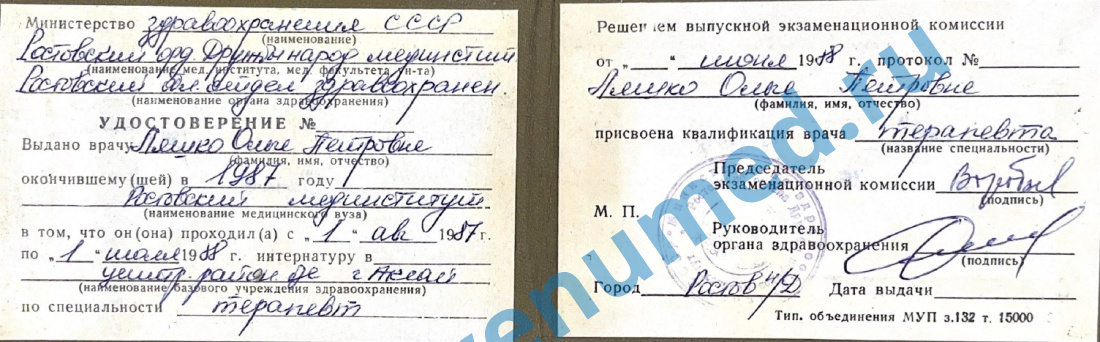 Министерство здравоохранения СССР
(наименование)
Ростовский орд Дружбы народ мединститут
(наименование мед. института, мед. факультета ун-та)
Ростовский здравоохранен.
(наименование органа здравоохранения)
УДОСТОВЕРЕНИЕ №
Выдано врачу Ляшко Ольге Петровне
(фамилия, имя, отчество)
окончившему (шей) в 1987 году
Ростовский мединститут
(наименование медицинского вуза)
в том, что он(она) проходил(а) с „1“ авг 1987 г.
по „1“ июля 1988 г. интернатуру в
центр. район г Аксай
(наименование базового учреждения здравоохранения)
по специальности терапевт
Решением выпускной экзаменационной комиссии
от „ “ июня 1988 г. протокол №
Ляшко Ольге Петровне
(фамилия, имя, отчество)
присвоена квалификация врача терапевта
(название специальности)
Председатель
экзаменационной комиссии
(подпись)
М. П.
Руководитель
органа здравоохранения
(подпись)
Город Ростов н/Д Дата выдачи
Тип. объединения МУП з.132 т. 15000
enumed.ru